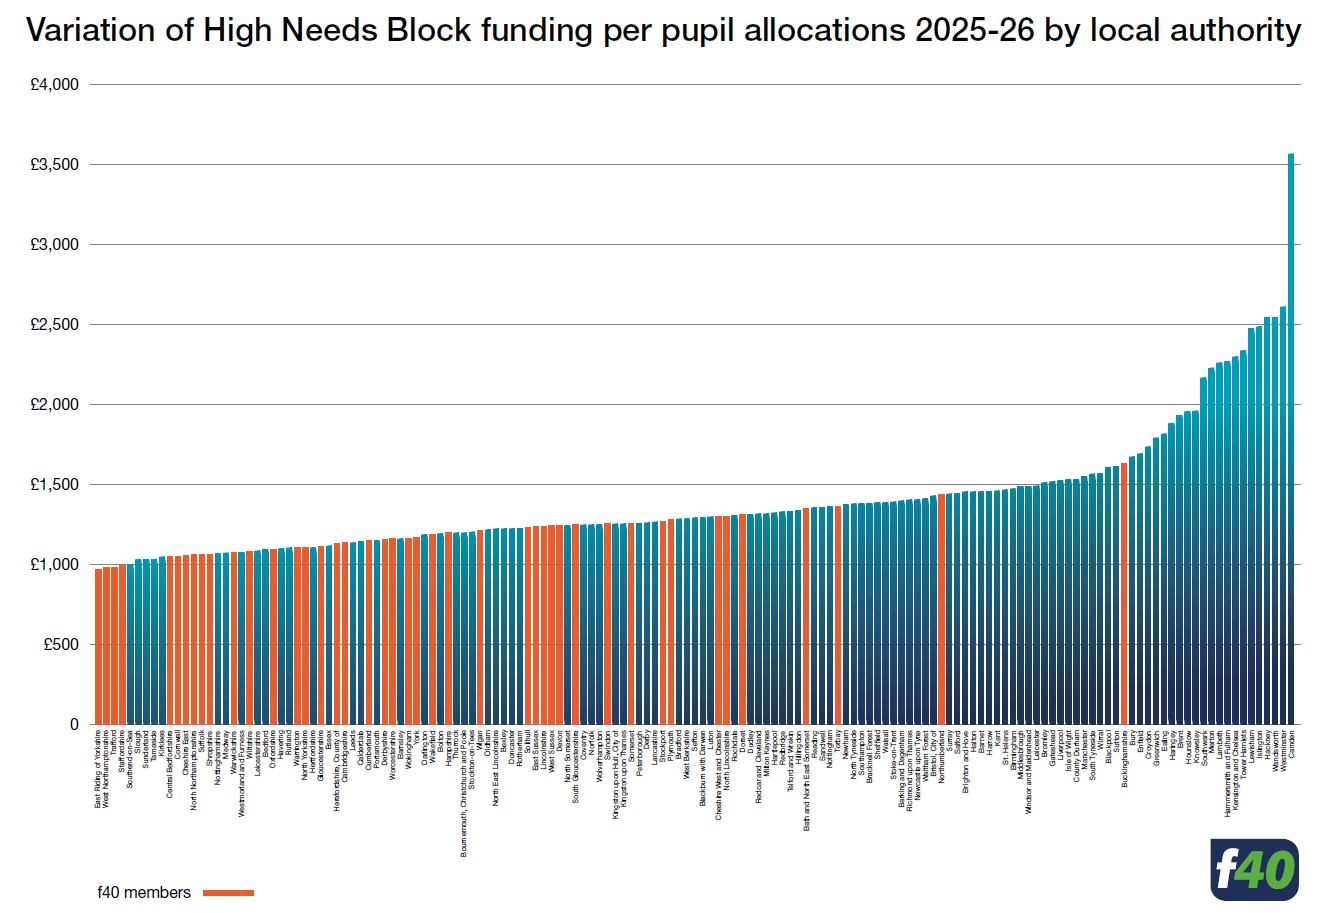 Variation of High Needs Block funding per pupil allocations 2025-26 by local authority
£4,000
£3,500
£3,000
£2,500
£2,000
£1,500
£1,000
£500
0
East Riding of Yorkshire
West Northamptonshire
Trafford
Staffordshire
Southend-on-Sea
Slough
Sunderland
Tameside
Kirklees
Central Bedfordshire
Cornwall
Cheshire East
North Northamptonshire
Suffolk
Shropshire
Nottinghamshire
Medway
Warwickshire
Westmorland and Furness
Wiltshire
Leicestershire
Bedford
Oxfordshire
Havering
Rutland
Warrington
North Yorkshire
Hertfordshire
Gloucestershire
Essex
Herefordshire, County of
Cambridgeshire
Leeds
Calderdale
Cumberland
Portsmouth
Derbyshire
Worcestershire
Barnsley
Wokingham
York
Darlington
Wakefield
Bolton
Hampshire
Thurrock
Bournemouth, Christchurch and Poole
Stockton-on-Tees
Wigan
Oldham
North East Lincolnshire
Bexley
Doncaster
Rotherham
Solihull
East Sussex
Lincolnshire
West Sussex
Devon
North Somerset
South Gloucestershire
Coventry
Norfolk
Wolverhampton
Swindon
Kingston upon Hull, City of
Kingston upon Thames
Somerset
Peterborough
Derby
Lancashire
Stockport
Plymouth
Bradford
West Berkshire
Sefton
Blackburn with Darwen
Luton
Cheshire West and Chester
North Lincolnshire
Rochdale
Dorset
Dudley
Redcar and Cleveland
Milton Keynes
Hartlepool
Redbridge
Telford and Wrekin
Hillingdon
Bath and North East Somerset
Reading
Sandwell
Nottingham
Torbay
Newham
North Tyneside
Southampton
Bracknell Forest
Sheffield
Walsall
Stoke-on-Trent
Barking and Dagenham
Richmond upon Thames
Newcastle upon Tyne
Waltham Forest
Bristol, City of
Northumberland
Surrey
Salford
Brighton and Hove
Halton
Barnet
Harrow
Kent
St. Helens
Birmingham
Middlesbrough
Windsor and Maidenhead
Leicester
Bromley
Gateshead
Liverpool
Isle of Wight
County Durham
Manchester
South Tyneside
Wirral
Blackpool
Sutton
Buckinghamshire
Bury
Enfield
Croydon
Greenwich
Ealing
Haringey
Brent
Hounslow
Knowsley
Southwark
Merton
Lambeth
Hammersmith and Fulham
Kensington and Chelsea
Tower Hamlets
Lewisham
Islington
Hackney
Wandsworth
Westminster
Camden
f40 members
f40